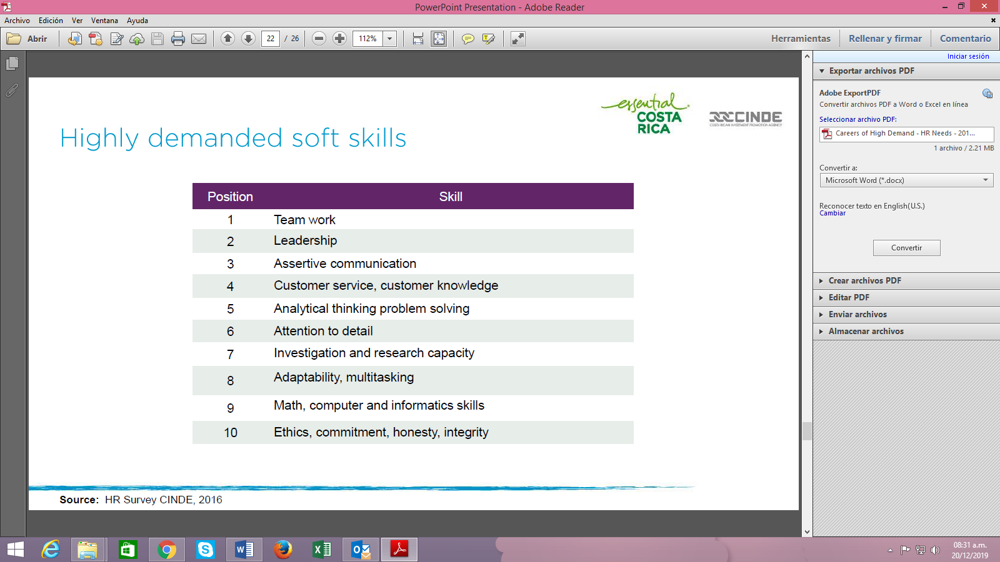 PowerPoint Presentation - Adobe Reader
Archivo Edición Ver Ventana Ayuda
Abrir 22 / 26 112% Herramientas Rellenar y firmar Comentario
Iniciar sesión
Exportar archivos PDF
Adobe ExportPDF
Convertir archivos PDF a Word o Excel en línea
Seleccionar archivo PDF:
Careers of High Demand - HR Needs - 201...
1 archivo / 2.21 MB
Convertir a:
Microsoft Word (*.docx)
Reconocer texto en English(U.S.)
Cambiar
Convertir
Crear archivos PDF
Editar PDF
Enviar archivos
Almacenar archivos
essential
COSTA
RICA
CINDE
COSTA RICAN INVESTMENT PROMOTION AGENCY
Highly demanded soft skills
Position Skill
1 Team work
2 Leadership
3 Assertive communication
4 Customer service, customer knowledge
5 Analytical thinking problem solving
6 Attention to detail
7 Investigation and research capacity
8 Adaptability, multitasking
9 Math, computer and informatics skills
10 Ethics, commitment, honesty, integrity
Source: HR Survey CINDE, 2016
08:31 a.m.
20/12/2019